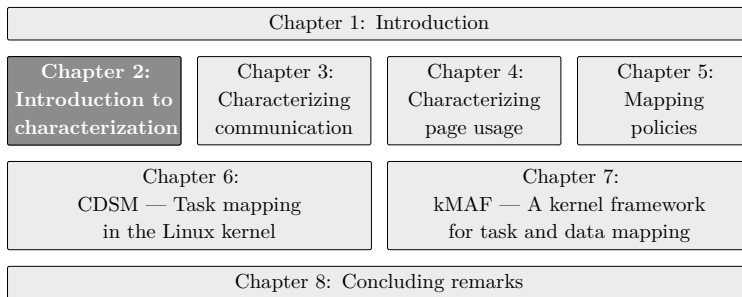 Chapter 1: Introduction
Chapter 2:
Introduction to
characterization
Chapter 3:
Characterizing
communication
Chapter 4:
Characterizing
page usage
Chapter 5:
Mapping
policies
Chapter 6:
CDSM — Task mapping
in the Linux kernel
Chapter 7:
kMAF — A kernel framework
for task and data mapping
Chapter 8: Concluding remarks